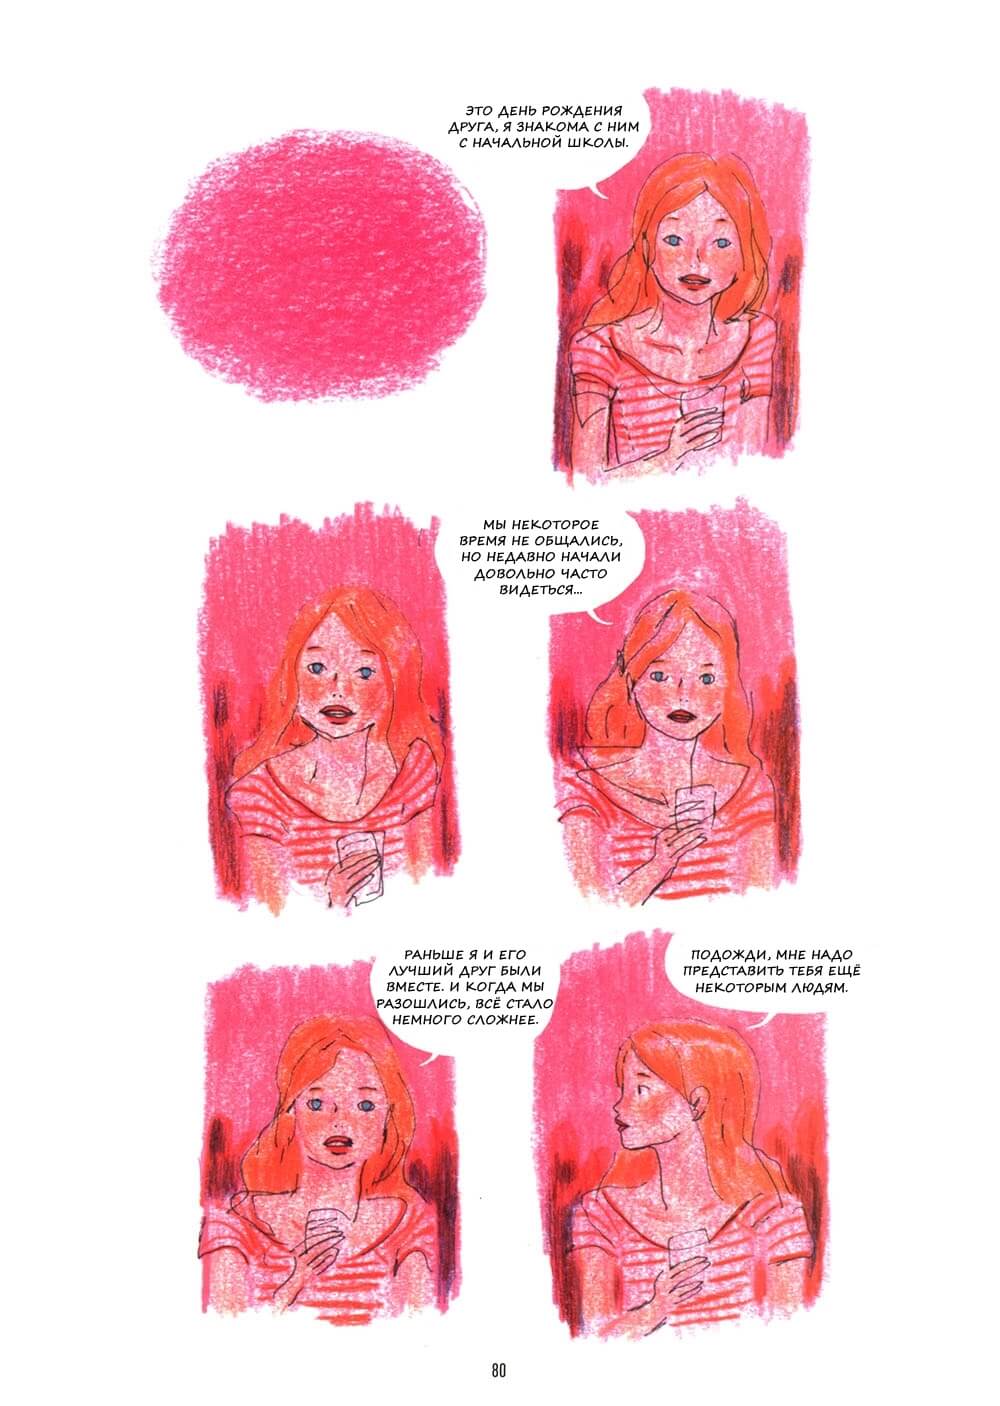 ЭТО ДЕНЬ РОЖДЕНИЯ
ДРУГА, Я ЗНАКОМА С НИМ
С НАЧАЛЬНОЙ ШКОЛЫ.
МЫ НЕКОТОРОЕ
ВРЕМЯ НЕ ОБЩАЛИСЬ,
НО НЕДАВНО НАЧАЛИ
ДОВОЛЬНО ЧАСТО
ВИДЕТЬСЯ...
РАНЬШЕ Я И ЕГО
ЛУЧШИЙ ДРУГ БЫЛИ
ВМЕСТЕ. И КОГДА МЫ
РАЗОШЛИСЬ, ВСЁ СТАЛО
НЕМНОГО СЛОЖНЕЕ.
ПОДОЖДИ, МНЕ НАДО
ПРЕДСТАВИТЬ ТЕБЯ ЕЩЁ
НЕКОТОРЫМ ЛЮДЯМ.
80